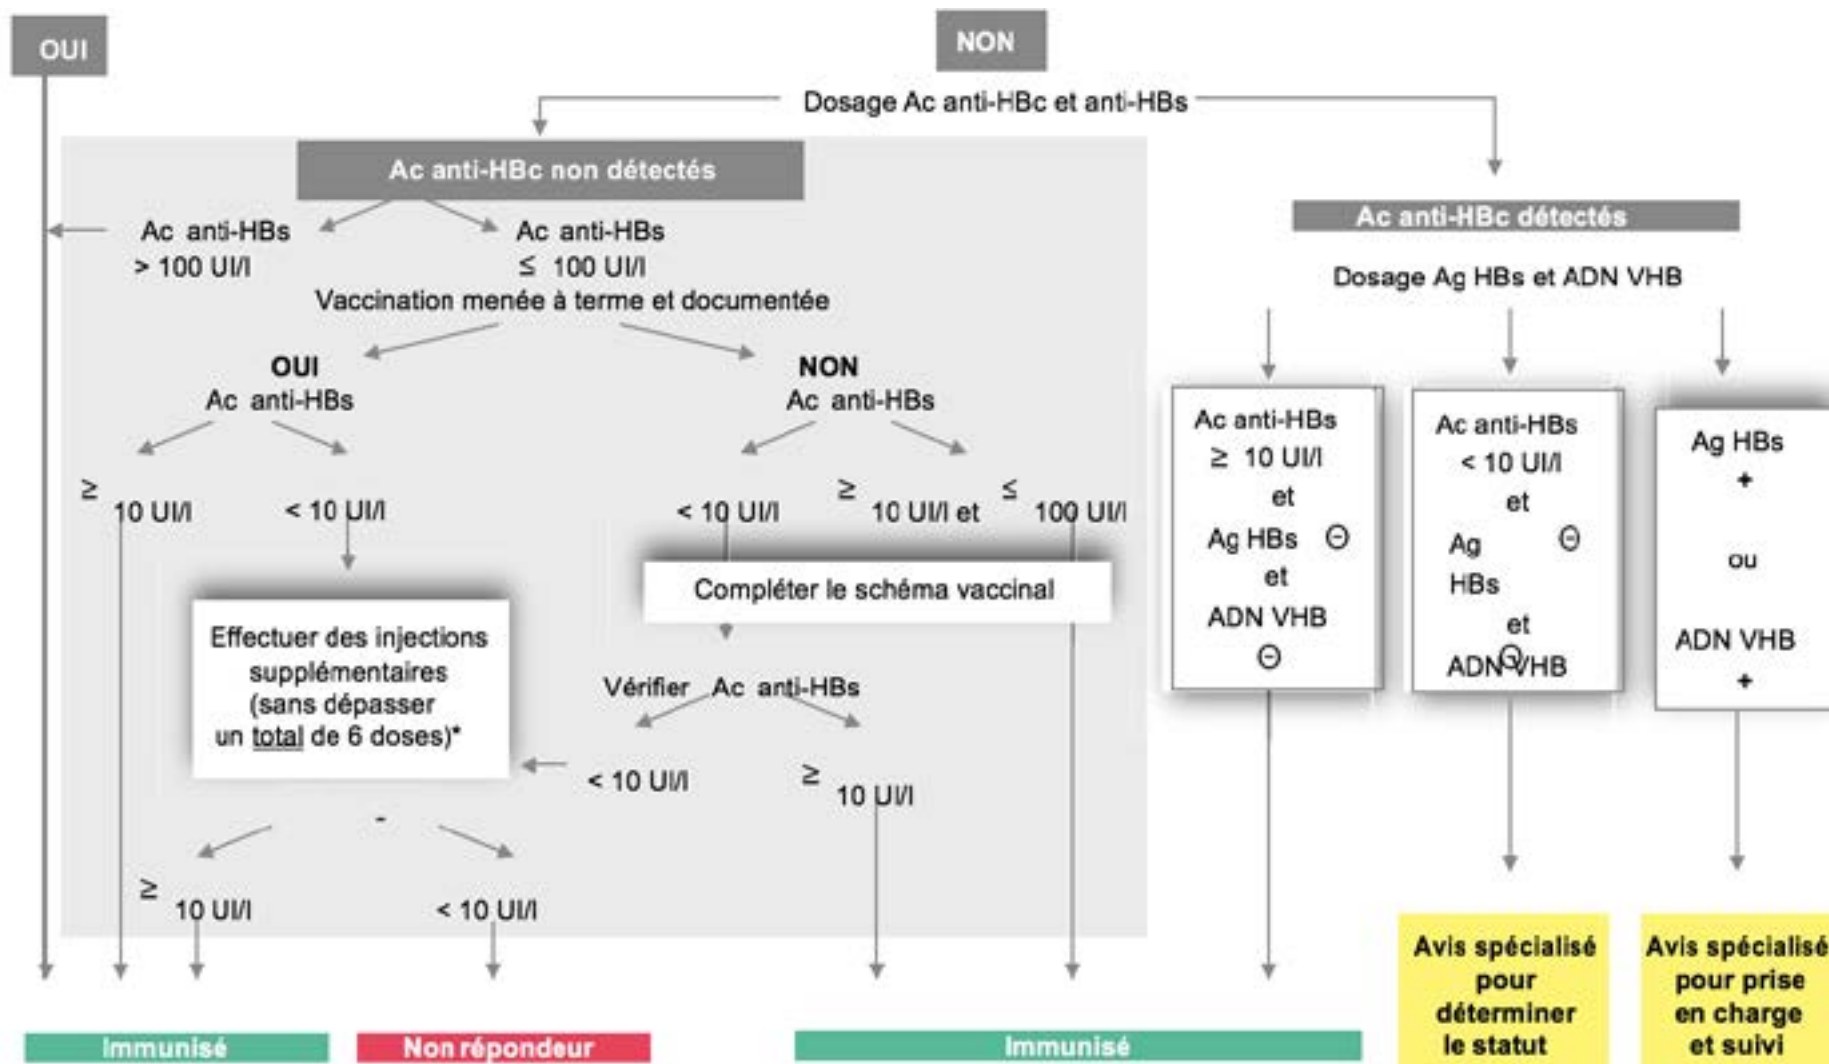 OUI
NON
Dosage Ac anti-HBc et anti-HBs
Ac anti-HBc non détectés
Ac anti-HBs
> 100 UI/l
Ac anti-HBs
≤ 100 UI/l
Vaccination menée à terme et documentée
OUI
Ac anti-HBs
NON
Ac anti-HBs
≥ 10 UI/l
< 10 UI/l
< 10 UI/l
≥ 10 UI/l et
≤ 100 UI/l
Effectuer des injections
supplémentaires
(sans dépasser
un total de 6 doses)*
Compléter le schéma vaccinal
Vérifier Ac anti-HBs
< 10 UI/l
≥ 10 UI/l
-
≥ 10 UI/l
< 10 UI/l
Ac anti-HBc détectés
Dosage Ag HBs et ADN VHB
Ac anti-HBs
≥ 10 UI/l
et
Ag HBs ⊖
et
ADN VHB
⊖
Ac anti-HBs
< 10 UI/l
et
Ag ⊖
HBs
et
ADN VHB ⊖
Ag HBs
+
ou
ADN VHB
+
Immunisé
Non répondeur
Immunisé
Avis spécialisé
pour
déterminer
le statut
Avis spécialisé
pour prise
en charge
et suivi